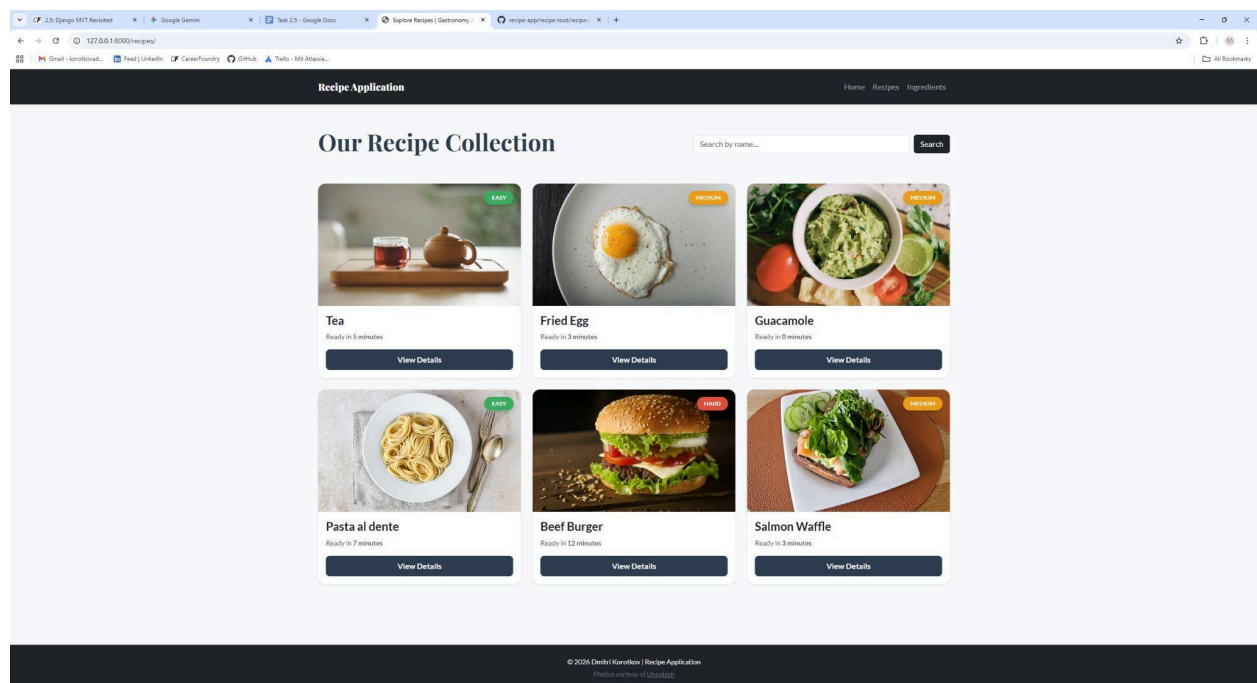 2.5: Django MVT Revisited
Google Gemini
Task 2.5 - Google Docs
Explore Recipes | Gastronomy
recipe-app/recipe-root/recipe
127.0.0.1:8000/recipes/
Gmail - korotkovad...
Feed | LinkedIn
CareerFoundry
GitHub
Trello - Mit Atlassia...
All Bookmarks
Recipe Application
Home Recipes Ingredients
Our Recipe Collection
Search by name...
Search
EASY
MEDIUM
MEDIUM
Tea
Fried Egg
Guacamole
Ready in 5 minutes
Ready in 3 minutes
Ready in 0 minutes
View Details
View Details
View Details
EASY
HARD
MEDIUM
Pasta al dente
Beef Burger
Salmon Waffle
Ready in 7 minutes
Ready in 12 minutes
Ready in 3 minutes
View Details
View Details
View Details
© 2026 Dmitri Korotkov | Recipe Application
Photos cortesy of Unsplash